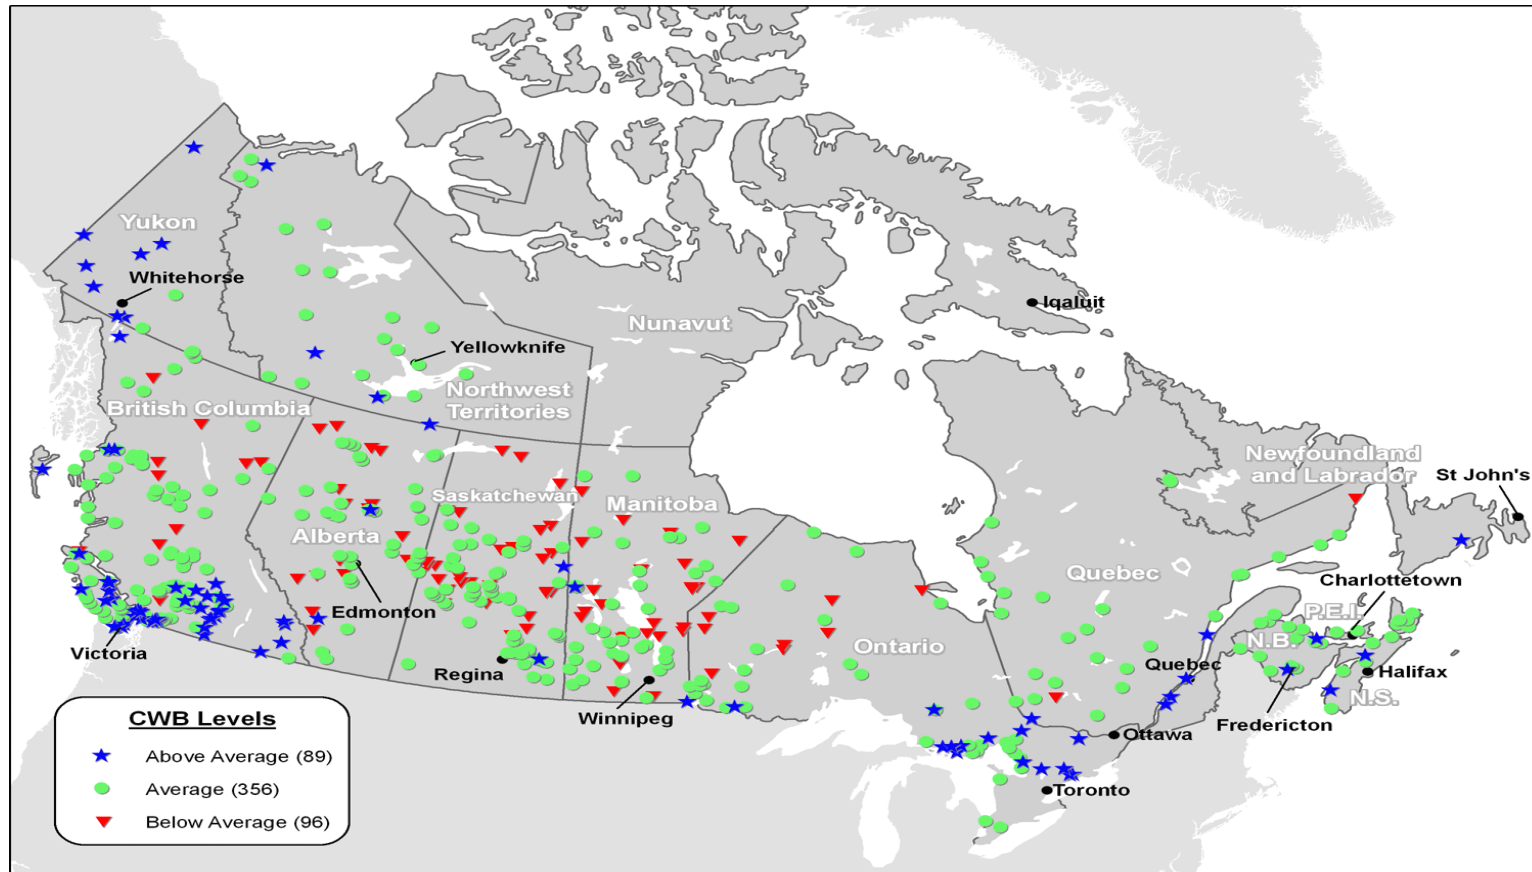 Yukon
Whitehorse
Iqaluit
Nunavut
Yellowknife
Northwest
Territories
British Columbia
Newfoundland
and Labrador
St John's
Saskatchewan
Manitoba
Alberta
Quebec
Charlottetown
Edmonton
P.E.I.
N.B.
Ontario
Victoria
Quebec
Regina
Halifax
N.S.
Winnipeg
Fredericton
Ottawa
Toronto
CWB Levels
Above Average (89)
Average (356)
Below Average (96)